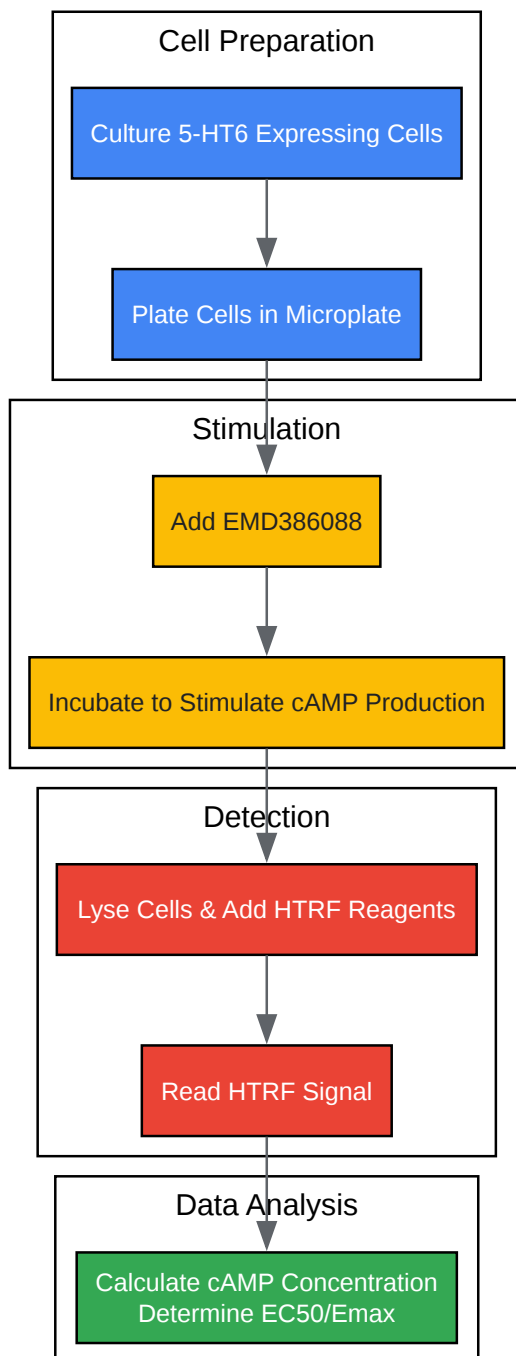 Cell Preparation
Culture 5-HT6 Expressing Cells
Plate Cells in Microplate
Stimulation
Add EMD386088
Incubate to Stimulate cAMP Production
Detection
Lyse Cells & Add HTRF Reagents
Read HTRF Signal
Data Analysis
Calculate cAMP Concentration
Determine EC50/Emax